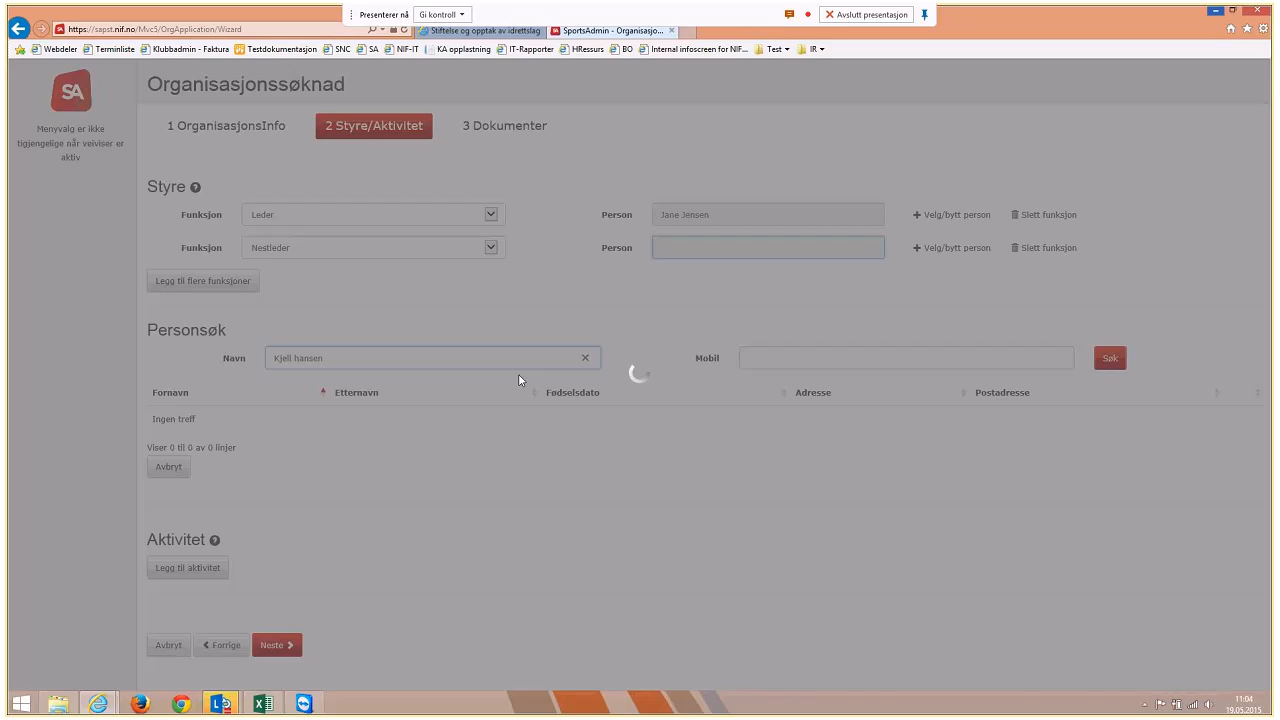 Presenterer nå
Gi kontroll
Avslutt presentasjon
https://sapst.nif.no/Mvc5/OrgApplication/Wizard
Stiftelse og opptak av idrettslag
SportsAdmin - Organisasjo...
Webdeler
Terminliste
Klubbadmin - Faktura
Testdokumentasjon
SNC
SA
NIF-IT
KA opplastning
IT-Rapporter
HRessurs
BO
Internal infoscreen for NIF...
Test
IR
SA
Menyvalg er ikke
tigjengelige når veiviser er
aktiv
Organisasjonssøknad
1 OrganisasjonsInfo
2 Styre/Aktivitet
3 Dokumenter
Styre
Funksjon
Leder
Person
Jane Jensen
Velg/bytt person
Slett funksjon
Funksjon
Nestleder
Person
Velg/bytt person
Slett funksjon
Legg til flere funksjoner
Personsøk
Navn
Kjell hansen
Mobil
Søk
Fornavn
Etternavn
Fødselsdato
Adresse
Postadresse
Ingen treff
Viser 0 til 0 av 0 linjer
Avbryt
Aktivitet
Legg til aktivitet
Avbryt
Forrige
Neste
11:04
19.05.2015